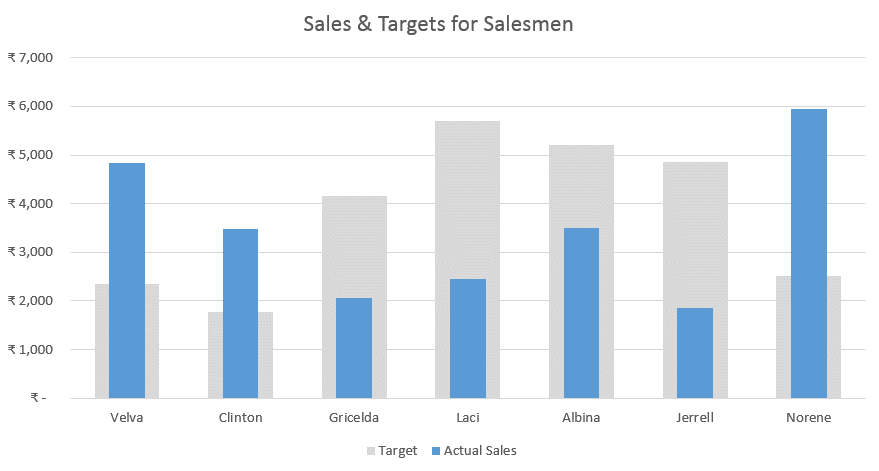 Sales & Targets for Salesmen
₹ 7,000
₹ 6,000
₹ 5,000
₹ 4,000
₹ 3,000
₹ 2,000
₹ 1,000
₹ -
Velva Clinton Gricelda Laci Albina Jerrell Norene
Target Actual Sales